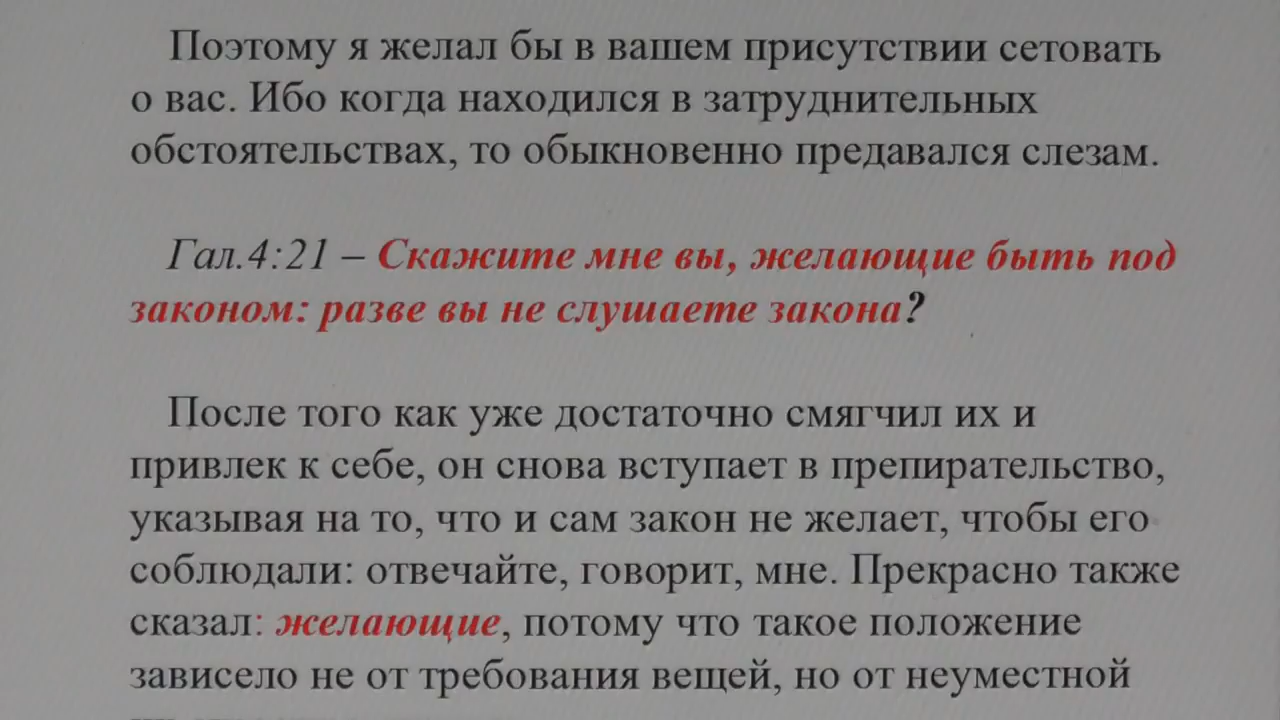 Поэтому я желал бы в вашем присутствии сетовать
о вас. Ибо когда находился в затруднительных
обстоятельствах, то обыкновенно предавался слезам.
Гал.4:21 – Скажите мне вы, желающие быть под
законом: разве вы не слушаете закона?
После того как уже достаточно смягчил их и
привлек к себе, он снова вступает в препирательство,
указывая на то, что и сам закон не желает, чтобы его
соблюдали: отвечайте, говорит, мне. Прекрасно также
сказал: желающие, потому что такое положение
зависело не от требования вещей, но от неуместной